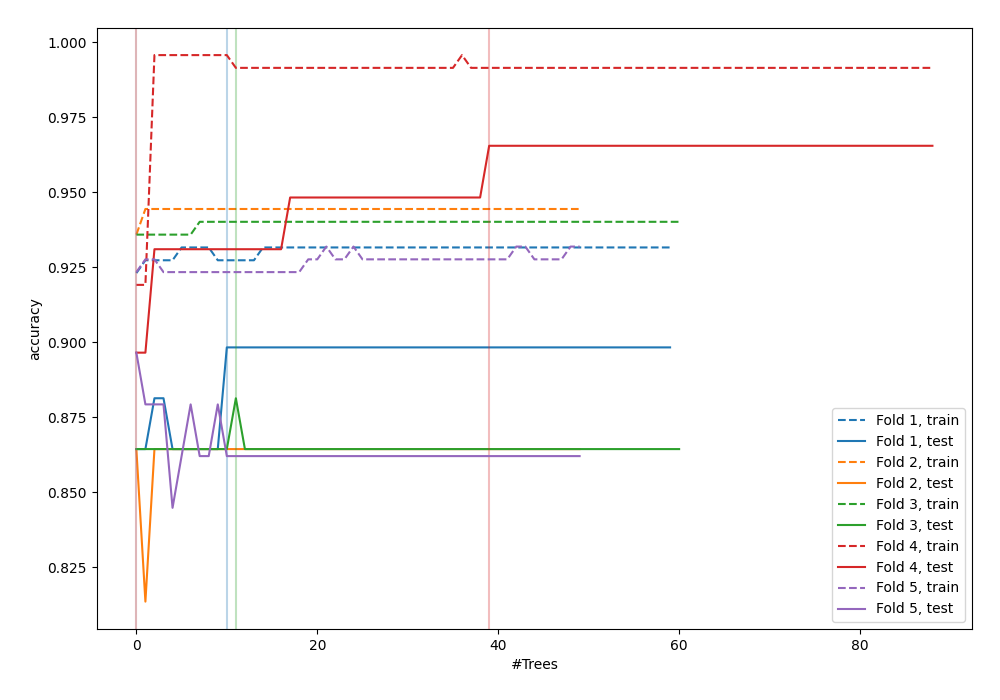 1.000
0.975
0.950
0.925
0.900
0.875
0.850
0.825
accuracy
0 20 40 60 80
#Trees
Fold 1, train
Fold 1, test
Fold 2, train
Fold 2, test
Fold 3, train
Fold 3, test
Fold 4, train
Fold 4, test
Fold 5, train
Fold 5, test